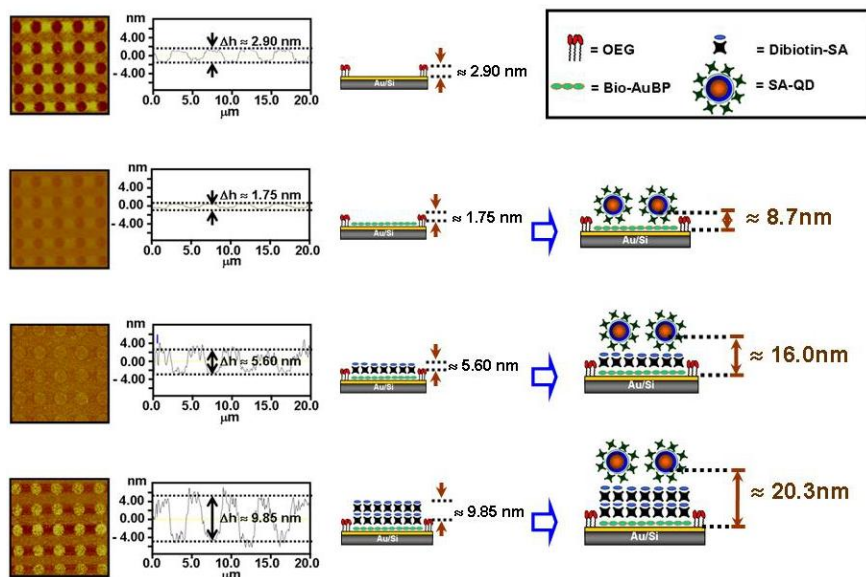 nm
4.00
0.00
- 4.00
Δh ≈ 2.90 nm
0.0 5.0 10.0 15.0 20.0
μm
≈ 2.90 nm
Au/Si
= OEG
= Dibiotin-SA
= Bio-AuBP
= SA-QD
nm
4.00
0.00
- 4.00
Δh ≈ 1.75 nm
0.0 5.0 10.0 15.0 20.0
μm
≈ 1.75 nm
Au/Si
≈ 8.7nm
Au/Si
nm
4.00
0.00
- 4.00
Δh ≈ 5.60 nm
0.0 5.0 10.0 15.0 20.0
μm
≈ 5.60 nm
Au/Si
≈ 16.0nm
Au/Si
nm
4.00
0.00
- 4.00
Δh ≈ 9.85 nm
0.0 5.0 10.0 15.0 20.0
μm
≈ 9.85 nm
Au/Si
≈ 20.3nm
Au/Si